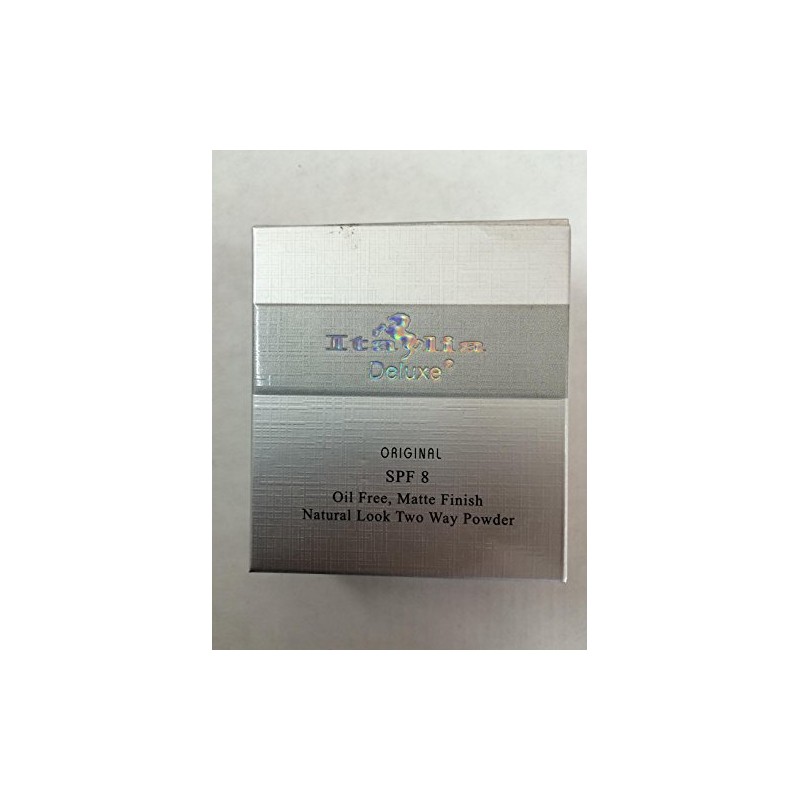 Italia
Deluxe®
ORIGINAL
SPF 8
Oil Free, Matte Finish
Natural Look Two Way Powder